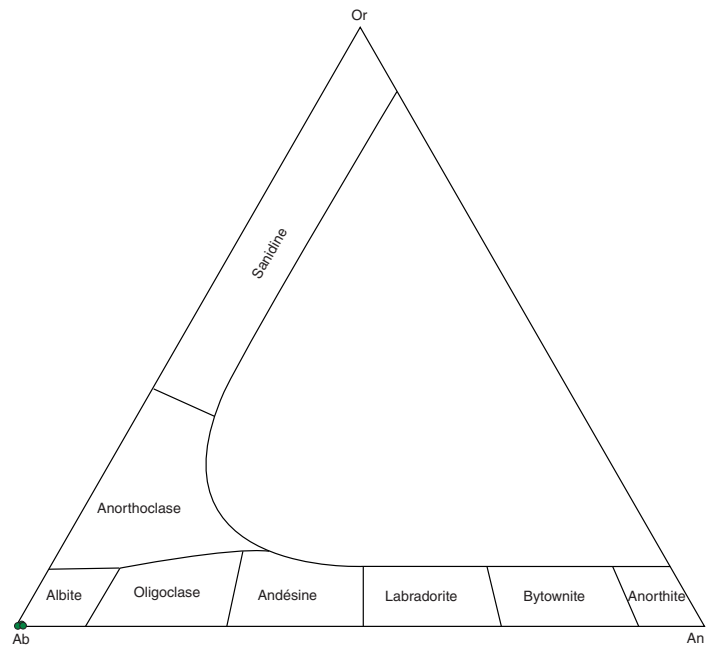 Or
Sanidine
Anorthoclase
Albite
Oligoclase
Andésine
Labradorite
Bytownite
Anorthite
Ab
An